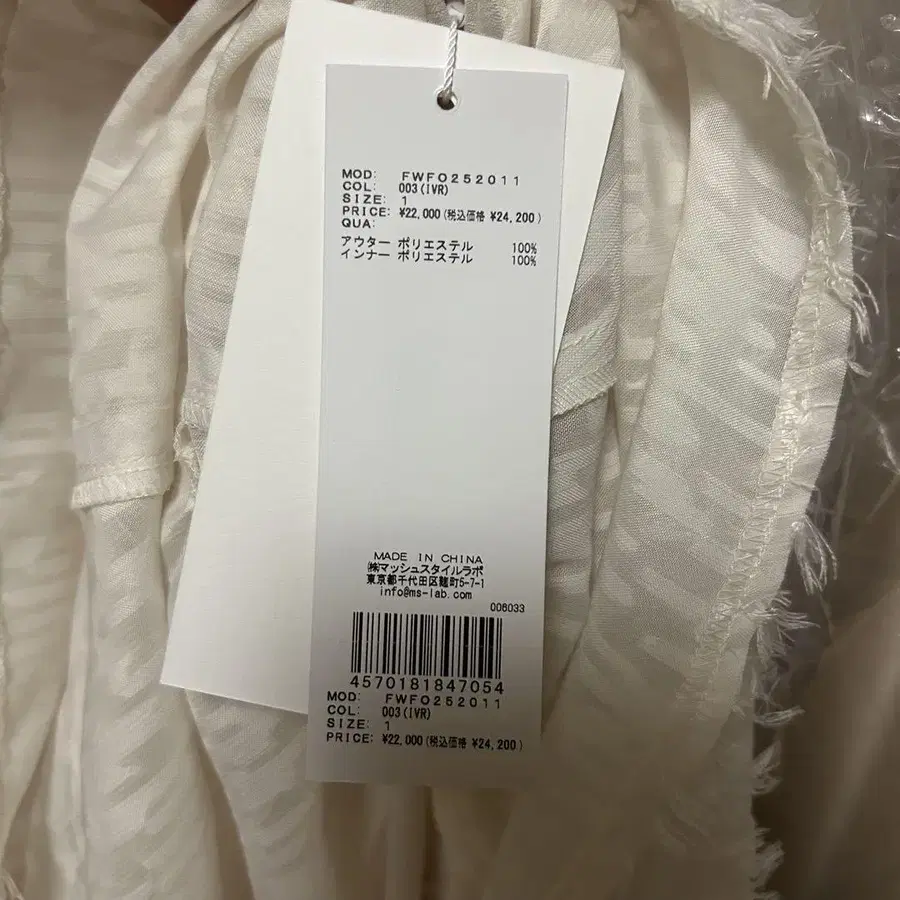 MOD: FWFO252011
COL: 003(IVR)
SIZE: 1
PRICE: ¥22,000(税込価格 ¥24,200)
QUA:
アウター ポリエステル 100%
インナー ポリエステル 100%
MADE IN CHINA
㈱マッシュスタイルラボ
東京都千代田区麹町5-7-1
info@ms-lab.com
006033
4570181847054
MOD: FWFO252011
COL: 003(IVR)
SIZE: 1
PRICE: ¥22,000(税込価格 ¥24,200)